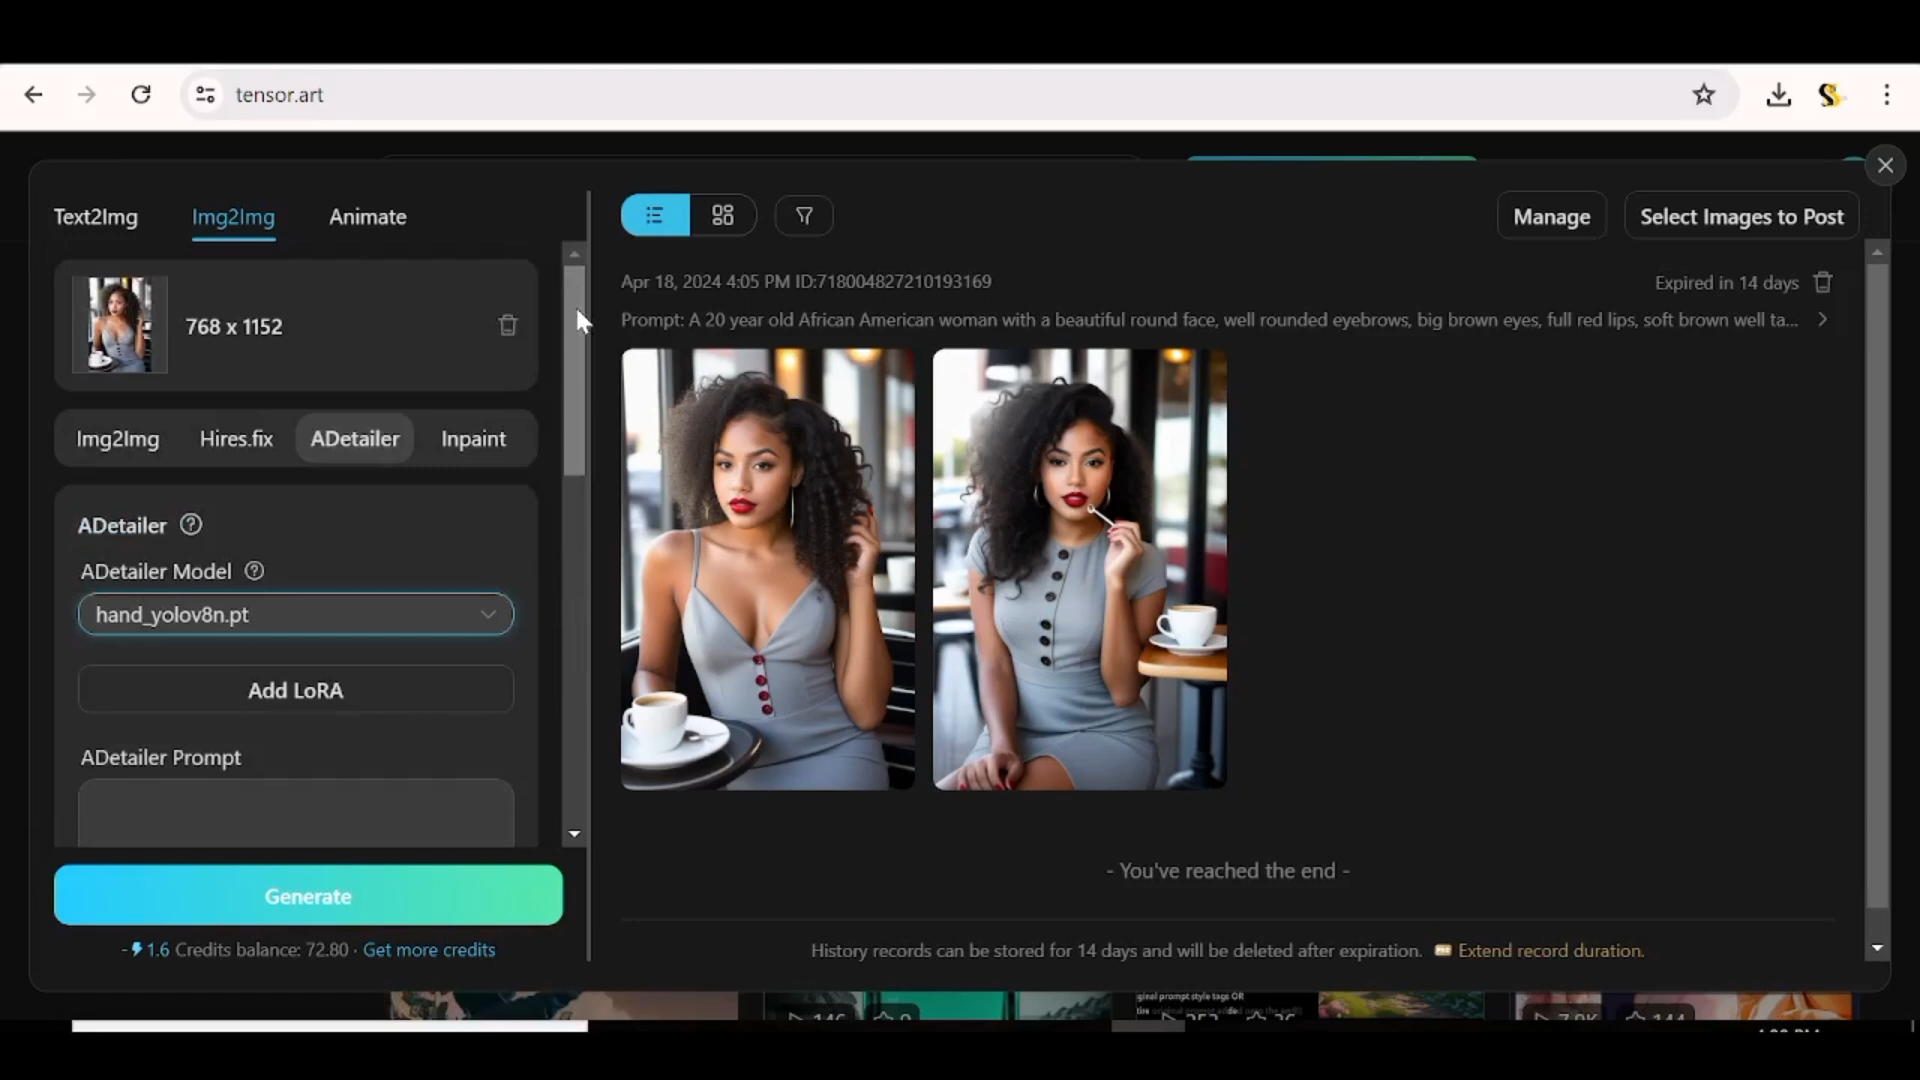 tensor.art
Text2Img Img2Img Animate
Manage Select Images to Post
768 x 1152
Apr 18, 2024 4:05 PM ID:718004827210193169
Expired in 14 days
Prompt: A 20 year old African American woman with a beautiful round face, well rounded eyebrows, big brown eyes, full red lips, soft brown well ta...
Img2Img Hires.fix ADetailer Inpaint
ADetailer
ADetailer Model
hand_yolov8n.pt
Add LoRA
ADetailer Prompt
Generate
- 1.6 Credits balance: 72.80 · Get more credits
- You've reached the end -
History records can be stored for 14 days and will be deleted after expiration. Extend record duration.
prompt style tags OR